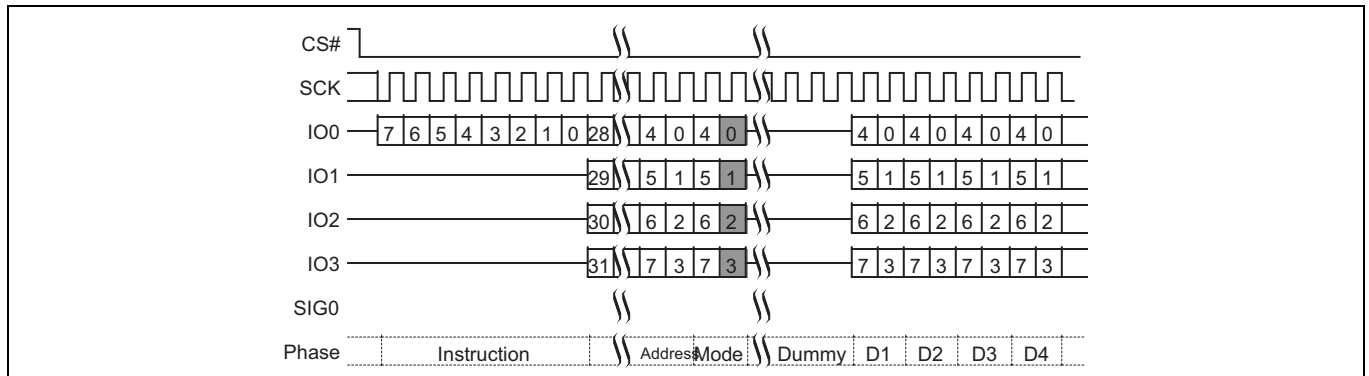 CS#
SCK
IO0 7 6 5 4 3 2 1 0 28 4 0 4 0 4 0 4 0 4 0 4 0
IO1 29 5 1 5 1 5 1 5 1 5 1 5 1
IO2 30 6 2 6 2 6 2 6 2 6 2 6 2
IO3 31 7 3 7 3 7 3 7 3 7 3 7 3
SIG0
Phase Instruction Address Mode Dummy D1 D2 D3 D4